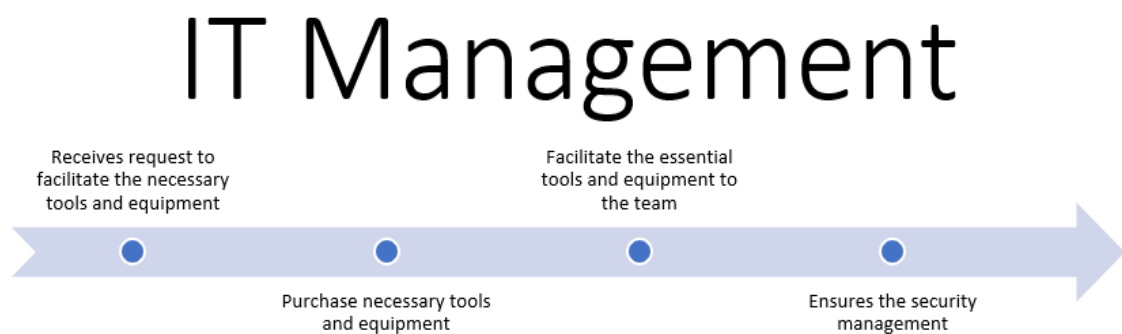 IT Management
Receives request to
facilitate the necessary
tools and equipment
Purchase necessary tools
and equipment
Facilitate the essential
tools and equipment to
the team
Ensures the security
management